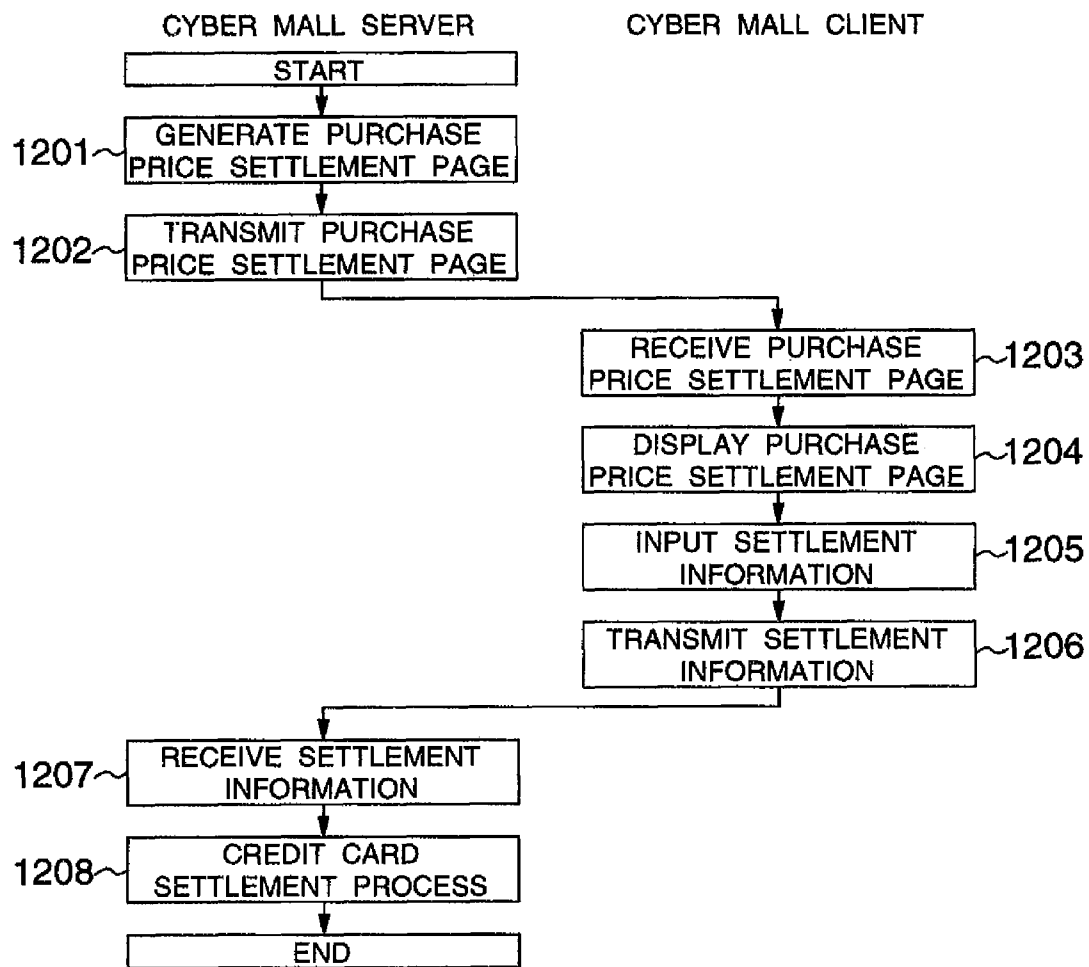 CYBER MALL SERVER
CYBER MALL CLIENT
START
1201
GENERATE PURCHASE
PRICE SETTLEMENT PAGE
1202
TRANSMIT PURCHASE
PRICE SETTLEMENT PAGE
RECEIVE PURCHASE
PRICE SETTLEMENT PAGE
1203
DISPLAY PURCHASE
PRICE SETTLEMENT PAGE
1204
INPUT SETTLEMENT
INFORMATION
1205
TRANSMIT SETTLEMENT
INFORMATION
1206
1207
RECEIVE SETTLEMENT
INFORMATION
1208
CREDIT CARD
SETTLEMENT PROCESS
END